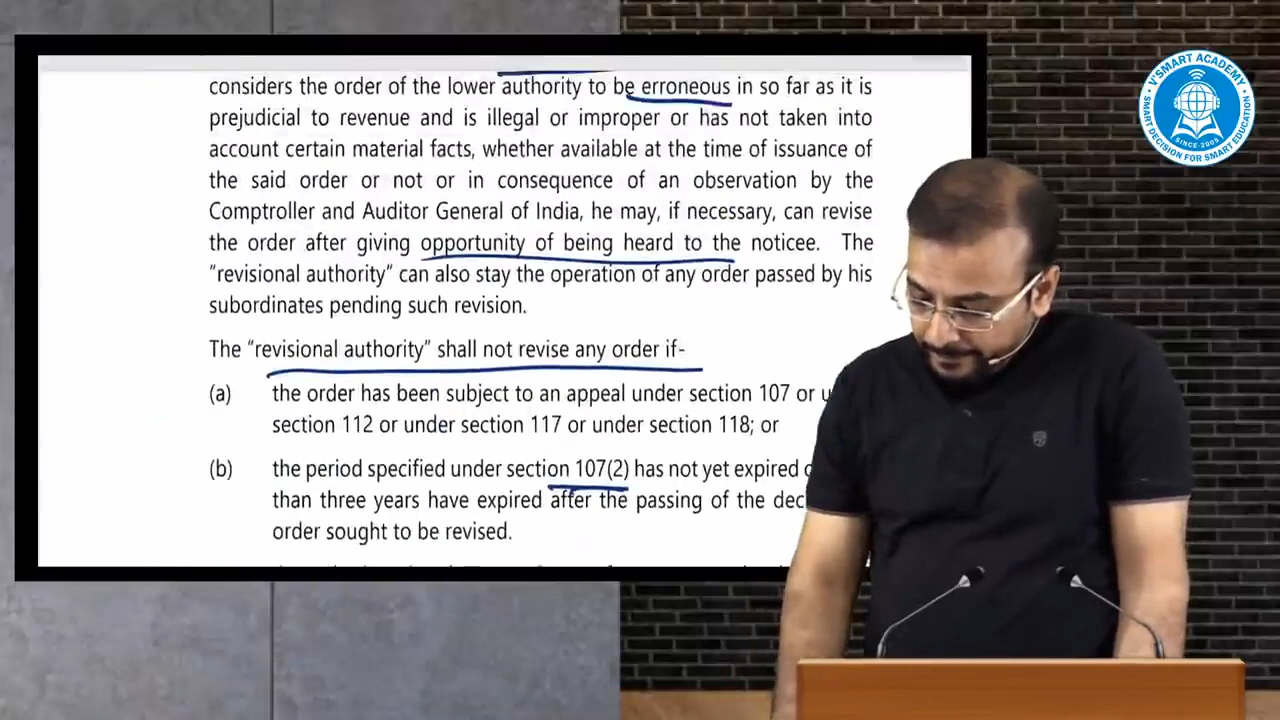 considers the order of the lower authority to be erroneous in so far as it is
prejudicial to revenue and is illegal or improper or has not taken into
account certain material facts, whether available at the time of issuance of
the said order or not or in consequence of an observation by the
Comptroller and Auditor General of India, he may, if necessary, can revise
the order after giving opportunity of being heard to the noticee. The
“revisional authority” can also stay the operation of any order passed by his
subordinates pending such revision.
The “revisional authority” shall not revise any order if-
(a) the order has been subject to an appeal under section 107 or
section 112 or under section 117 or under section 118; or
(b) the period specified under section 107(2) has not yet expired
than three years have expired after the passing of the
order sought to be revised.
V'SMART ACADEMY
SINCE-2005
SMART DECISION FOR SMART EDUCATION